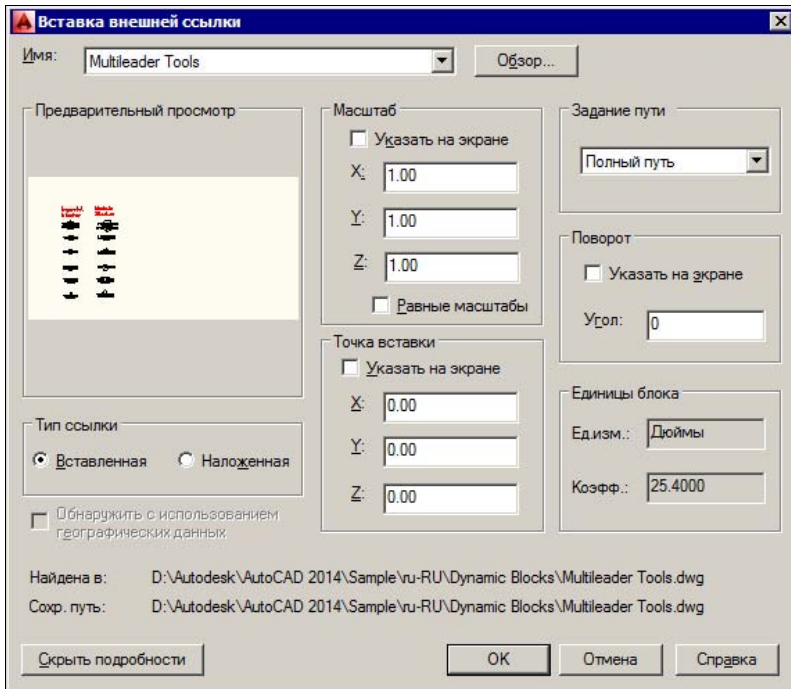 Вставка внешней ссылки
Имя: Multileader Tools Обзор...
Предварительный просмотр
Тип ссылки
Вставленная Наложенная
Обнаружить с использованием
географических данных
Масштаб
Указать на экране
X: 1.00
Y: 1.00
Z: 1.00
Равные масштабы
Точка вставки
Указать на экране
X: 0.00
Y: 0.00
Z: 0.00
Задание пути
Полный путь
Поворот
Указать на экране
Угол: 0
Единицы блока
Ед.изм.: Дюймы
Коэфф.: 25.4000
Найдена в: D:\Autodesk\AutoCAD 2014\Sample\ru-RU\Dynamic Blocks\Multileader Tools.dwg
Сохр. путь: D:\Autodesk\AutoCAD 2014\Sample\ru-RU\Dynamic Blocks\Multileader Tools.dwg
Скрыть подробности OK Отмена Справка